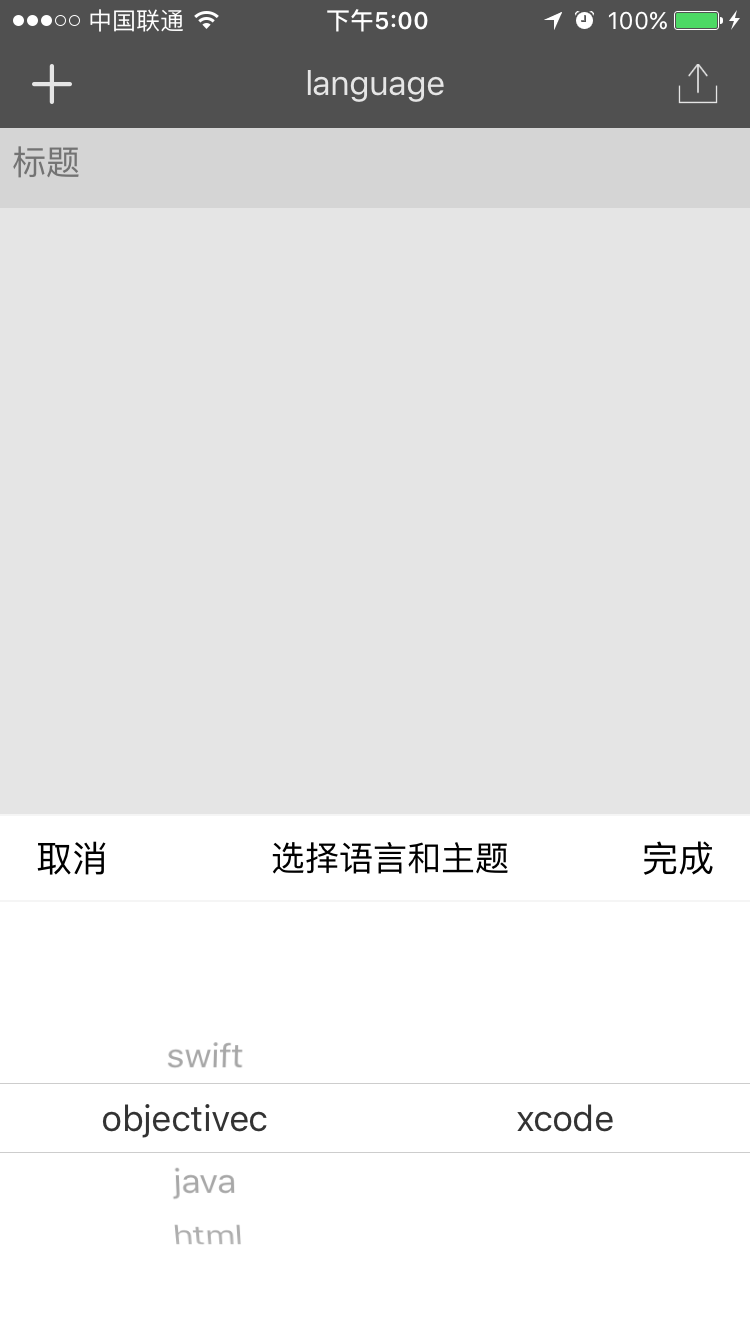 中国联通 下午5:00 100%
language
标题
取消 选择语言和主题 完成
swift
objectivec xcode
java
html